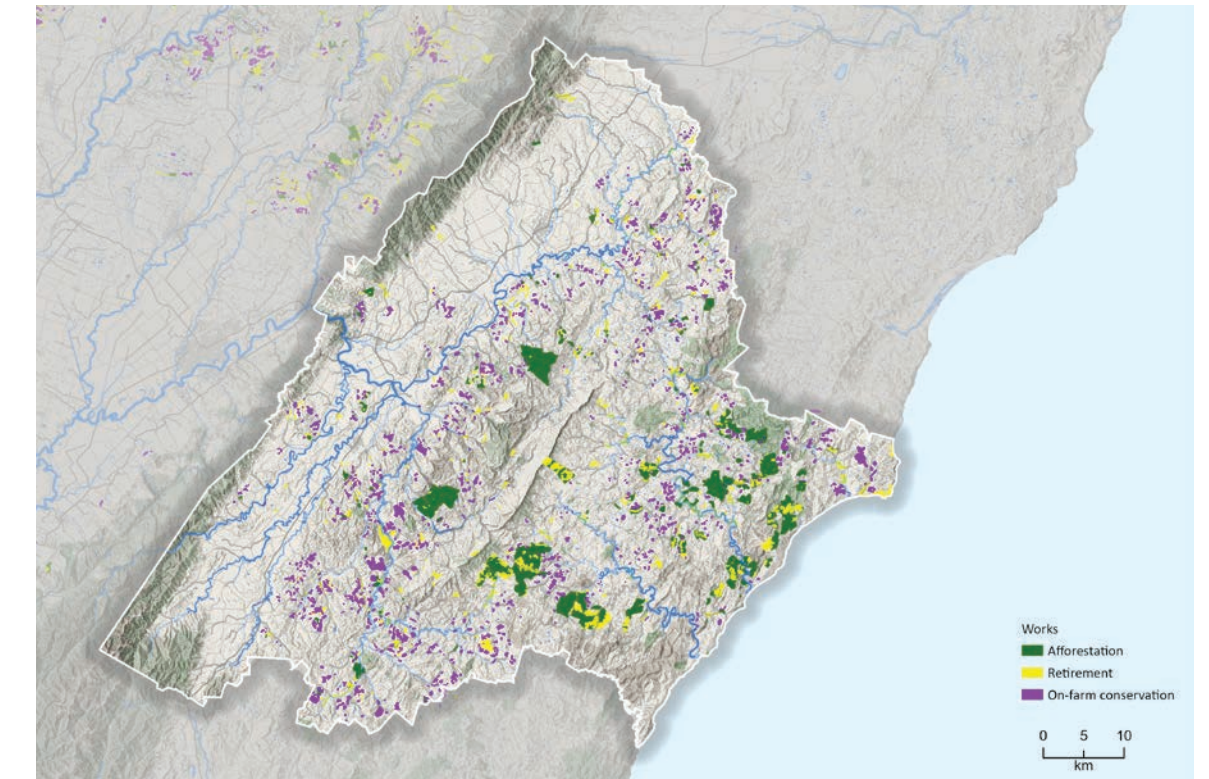 Works
Afforestation
Retirement
On-farm conservation
0 5 10
km